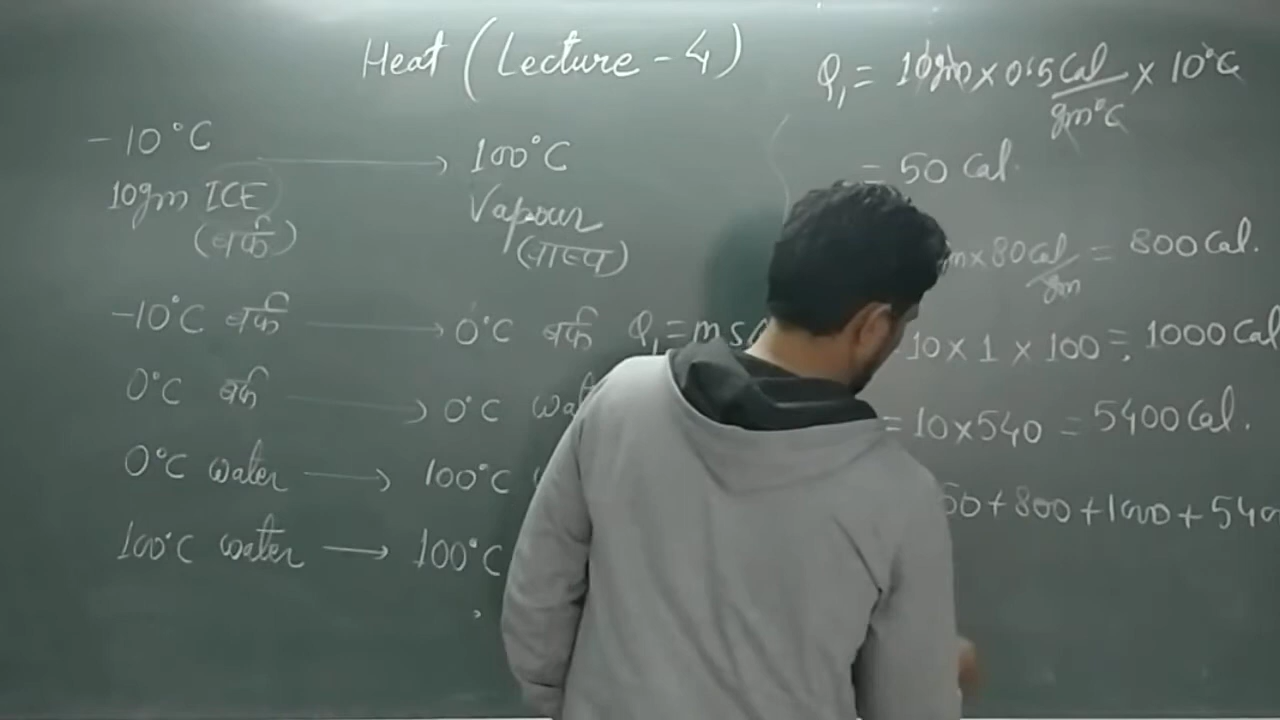 Heat (Lecture - 4)
-10°C → 100°C
10gm ICE Vapour
(बर्फ) (वाष्प)
-10°C बर्फ → 0°C बर्फ Q₁ = ms
0°C बर्फ → 0°C wat
0°C water → 100°C
100°C water → 100°C
Q₁ = 10gm × 0.5 Cal/gm°C × 10°C
= 50 Cal.
m × 80 Cal/gm = 800 Cal.
10 × 1 × 100 = 1000 Cal
= 10 × 540 = 5400 Cal.
50 + 800 + 1000 + 540